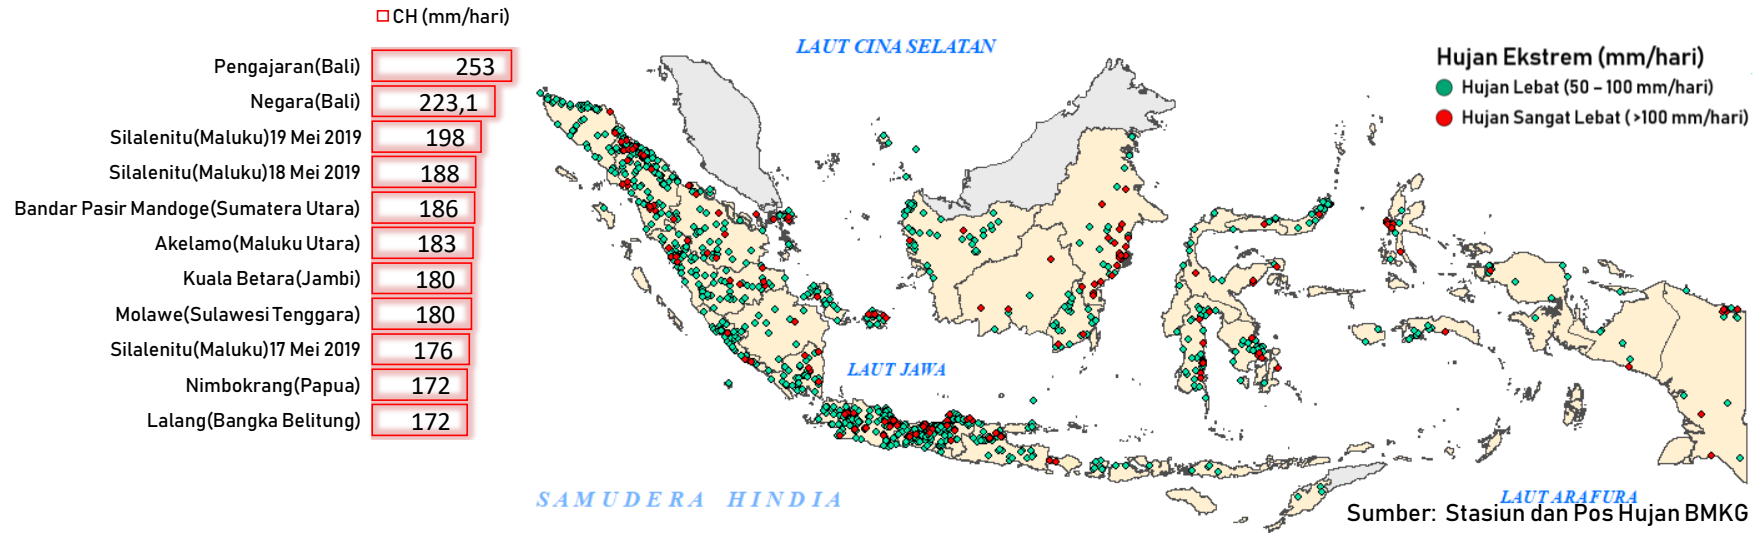 CH (mm/hari)
Pengajaran(Bali) 253
Negara(Bali) 223,1
Silalenitu(Maluku)19 Mei 2019 198
Silalenitu(Maluku)18 Mei 2019 188
Bandar Pasir Mandoge(Sumatera Utara) 186
Akelamo(Maluku Utara) 183
Kuala Betara(Jambi) 180
Molawe(Sulawesi Tenggara) 180
Silalenitu(Maluku)17 Mei 2019 176
Nimbokrang(Papua) 172
Lalang(Bangka Belitung) 172
LAUT CINA SELATAN
Hujan Ekstrem (mm/hari)
Hujan Lebat (50 – 100 mm/hari)
Hujan Sangat Lebat (>100 mm/hari)
LAUT JAWA
SAMUDERA HINDIA
LAUT ARAFURA
Sumber: Stasiun dan Pos Hujan BMKG